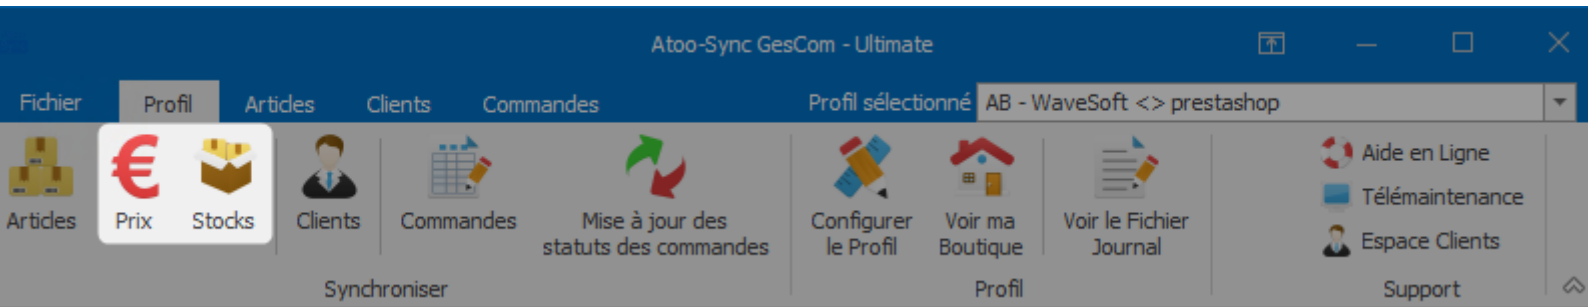 Atoo-Sync GesCom - Ultimate
Fichier Profil Articles Clients Commandes Profil sélectionné AB - WaveSoft <> prestashop
Articles Prix Stocks Clients Commandes Mise à jour des statuts des commandes Configurer le Profil Voir ma Boutique Voir le Fichier Journal
Aide en Ligne
Télémaintenance
Espace Clients
Synchroniser Profil Support